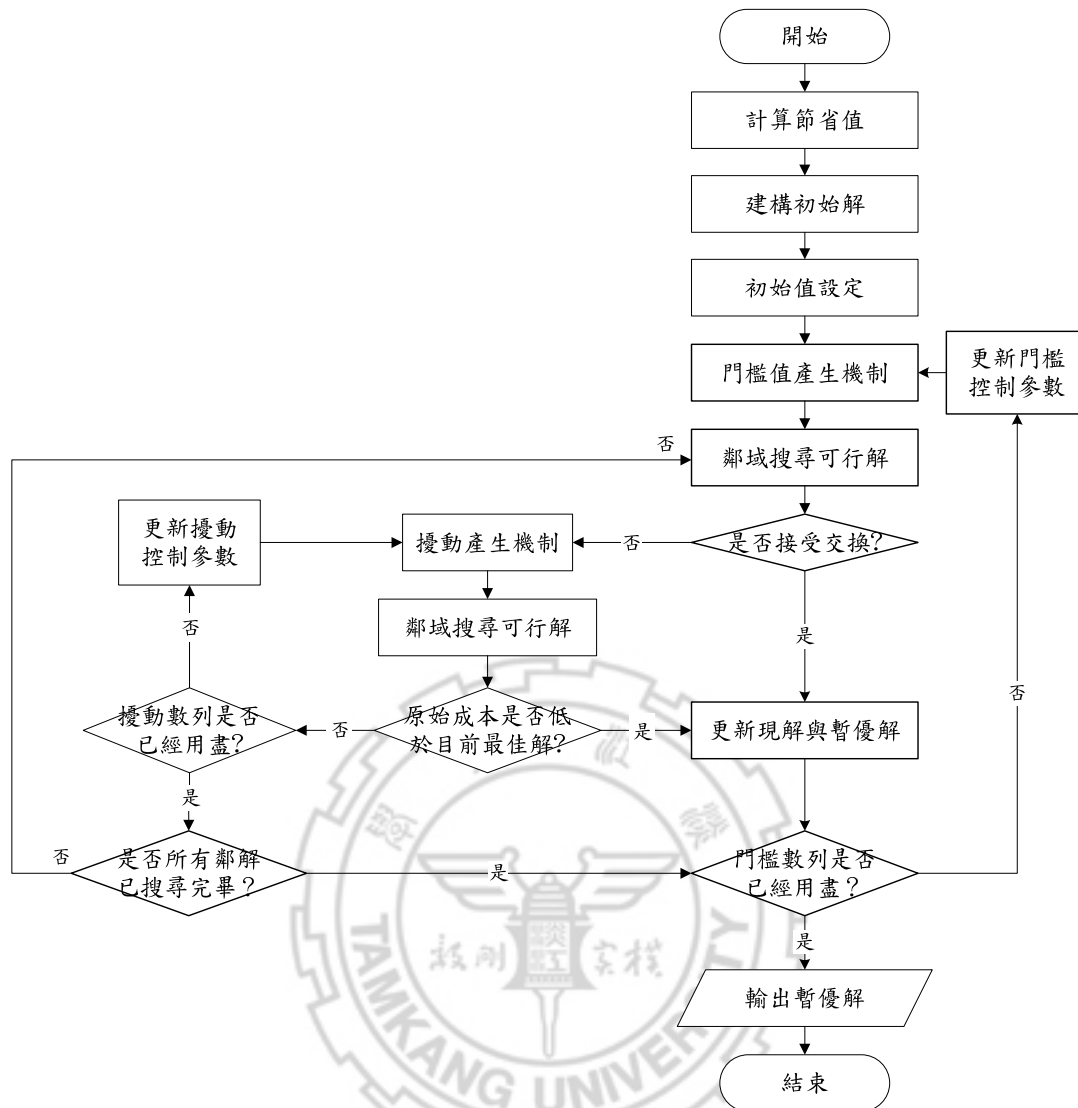 開始
計算節省值
建構初始解
初始值設定
門檻值產生機制
更新門檻
控制參數
否
鄰域搜尋可行解
更新擾動
控制參數
擾動產生機制
否
是否接受交換?
否
鄰域搜尋可行解
是
否
擾動數列是否
已經用盡?
否
原始成本是否低
於目前最佳解?
是
更新現解與暫優解
是
否
是否所有鄰解
已搜尋完畢?
是
門檻數列是否
已經用盡?
否
是
輸出暫優解
結束
TAMKANG UNIVERSITY